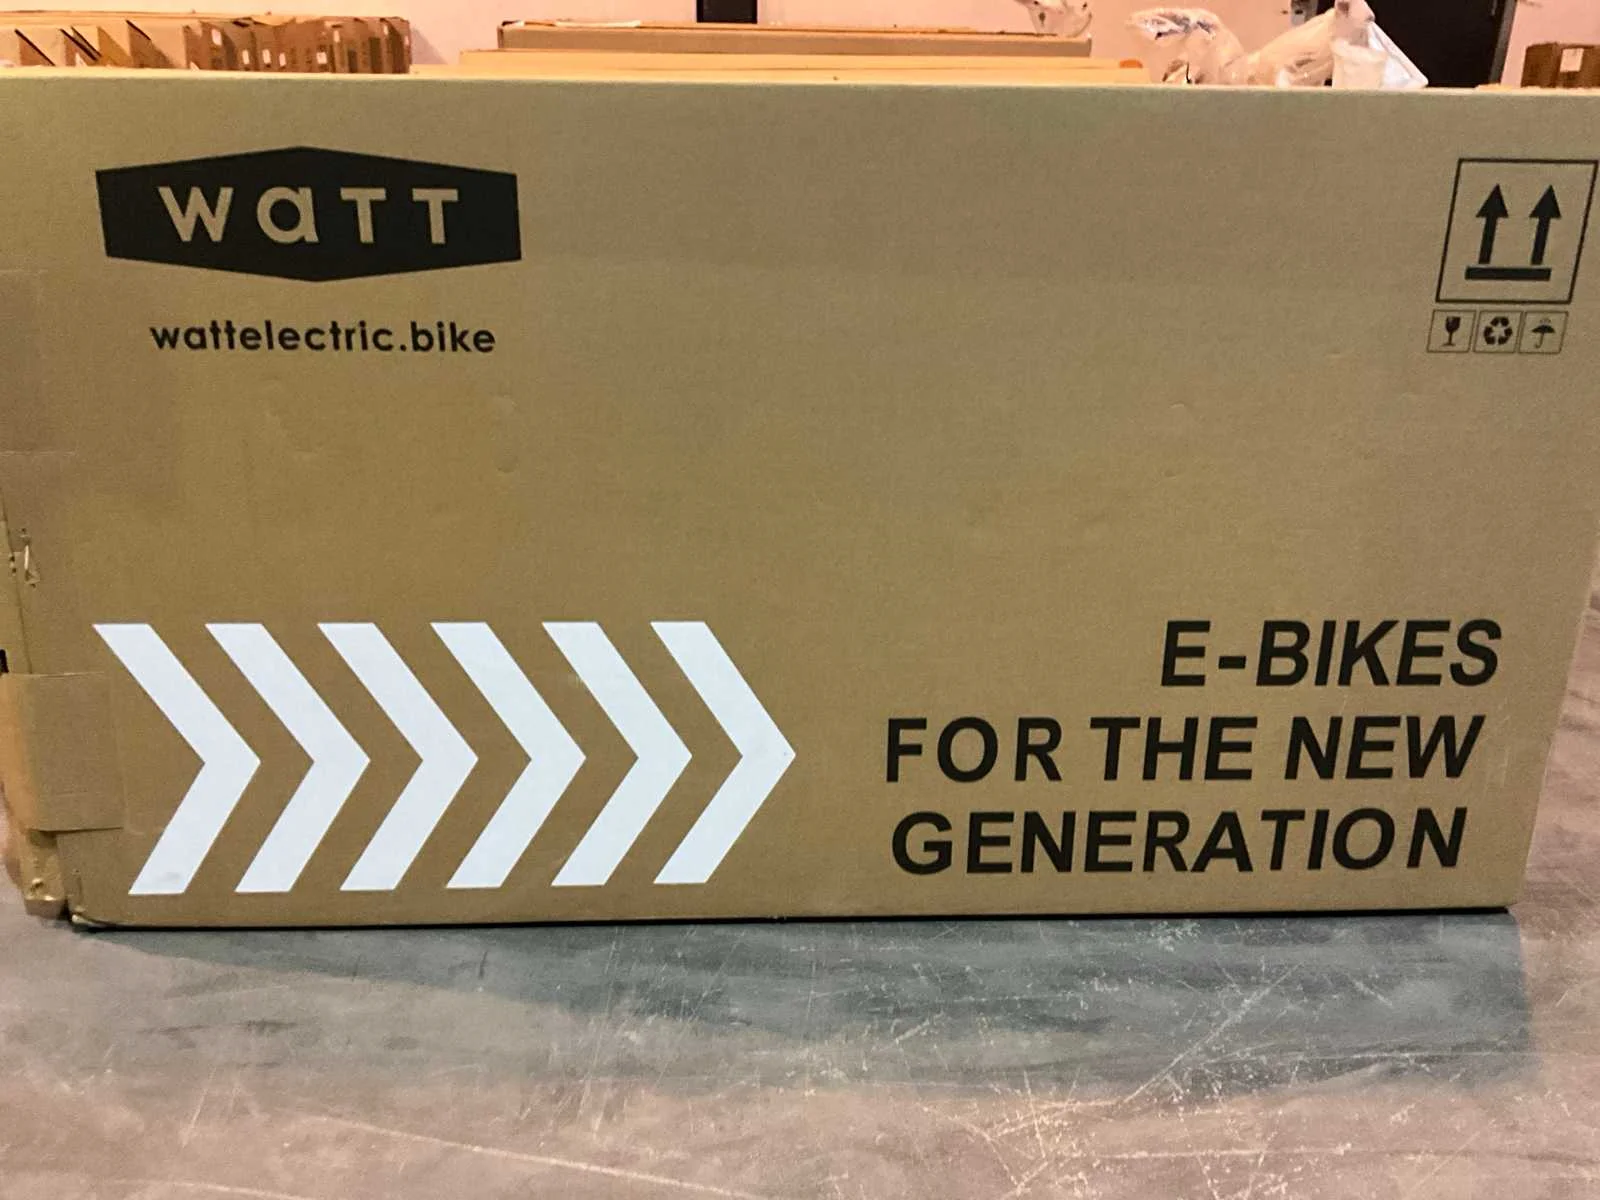 WaTT
wattelectric.bike
E-BIKES
FOR THE NEW
GENERATION